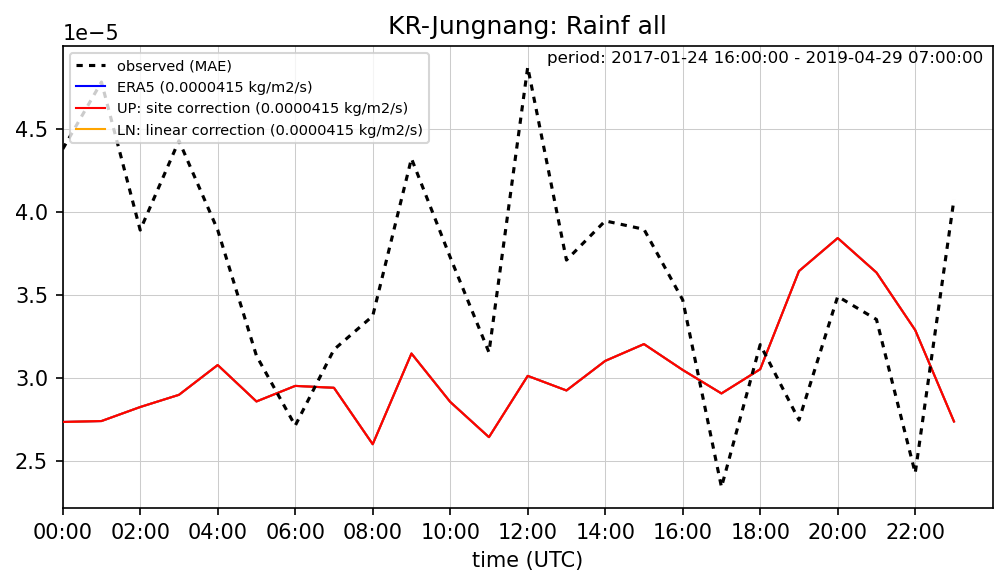 KR-Jungnang: Rainf all
1e−5
period: 2017-01-24 16:00:00 - 2019-04-29 07:00:00
observed (MAE)
ERA5 (0.0000415 kg/m2/s)
UP: site correction (0.0000415 kg/m2/s)
LN: linear correction (0.0000415 kg/m2/s)
4.5
4.0
3.5
3.0
2.5
00:00 02:00 04:00 06:00 08:00 10:00 12:00 14:00 16:00 18:00 20:00 22:00
time (UTC)